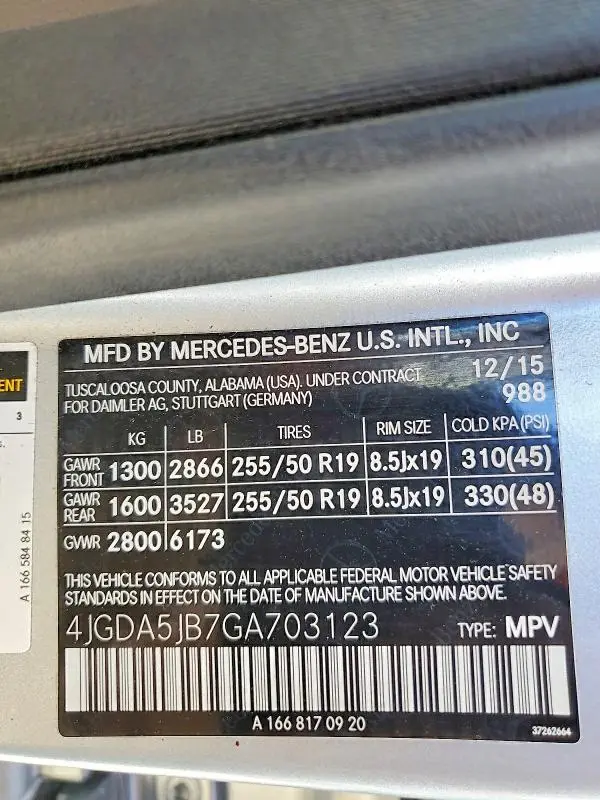 MFD BY MERCEDES-BENZ U.S. INTL., INC
TUSCALOOSA COUNTY, ALABAMA (USA). UNDER CONTRACT 12/15
FOR DAIMLER AG, STUTTGART (GERMANY) 988
KG LB TIRES RIM SIZE COLD KPA(PSI)
GAWR FRONT 1300 2866 255/50 R19 8.5Jx19 310(45)
GAWR REAR 1600 3527 255/50 R19 8.5Jx19 330(48)
GVWR 2800 6173
THIS VEHICLE CONFORMS TO ALL APPLICABLE FEDERAL MOTOR VEHICLE SAFETY
STANDARDS IN EFFECT ON THE DATE OF MANUFACTURE SHOWN ABOVE.
4JGDA5JB7GA703123 TYPE: MPV
A 166 817 09 20
37262664
3
A 166 584 84 15